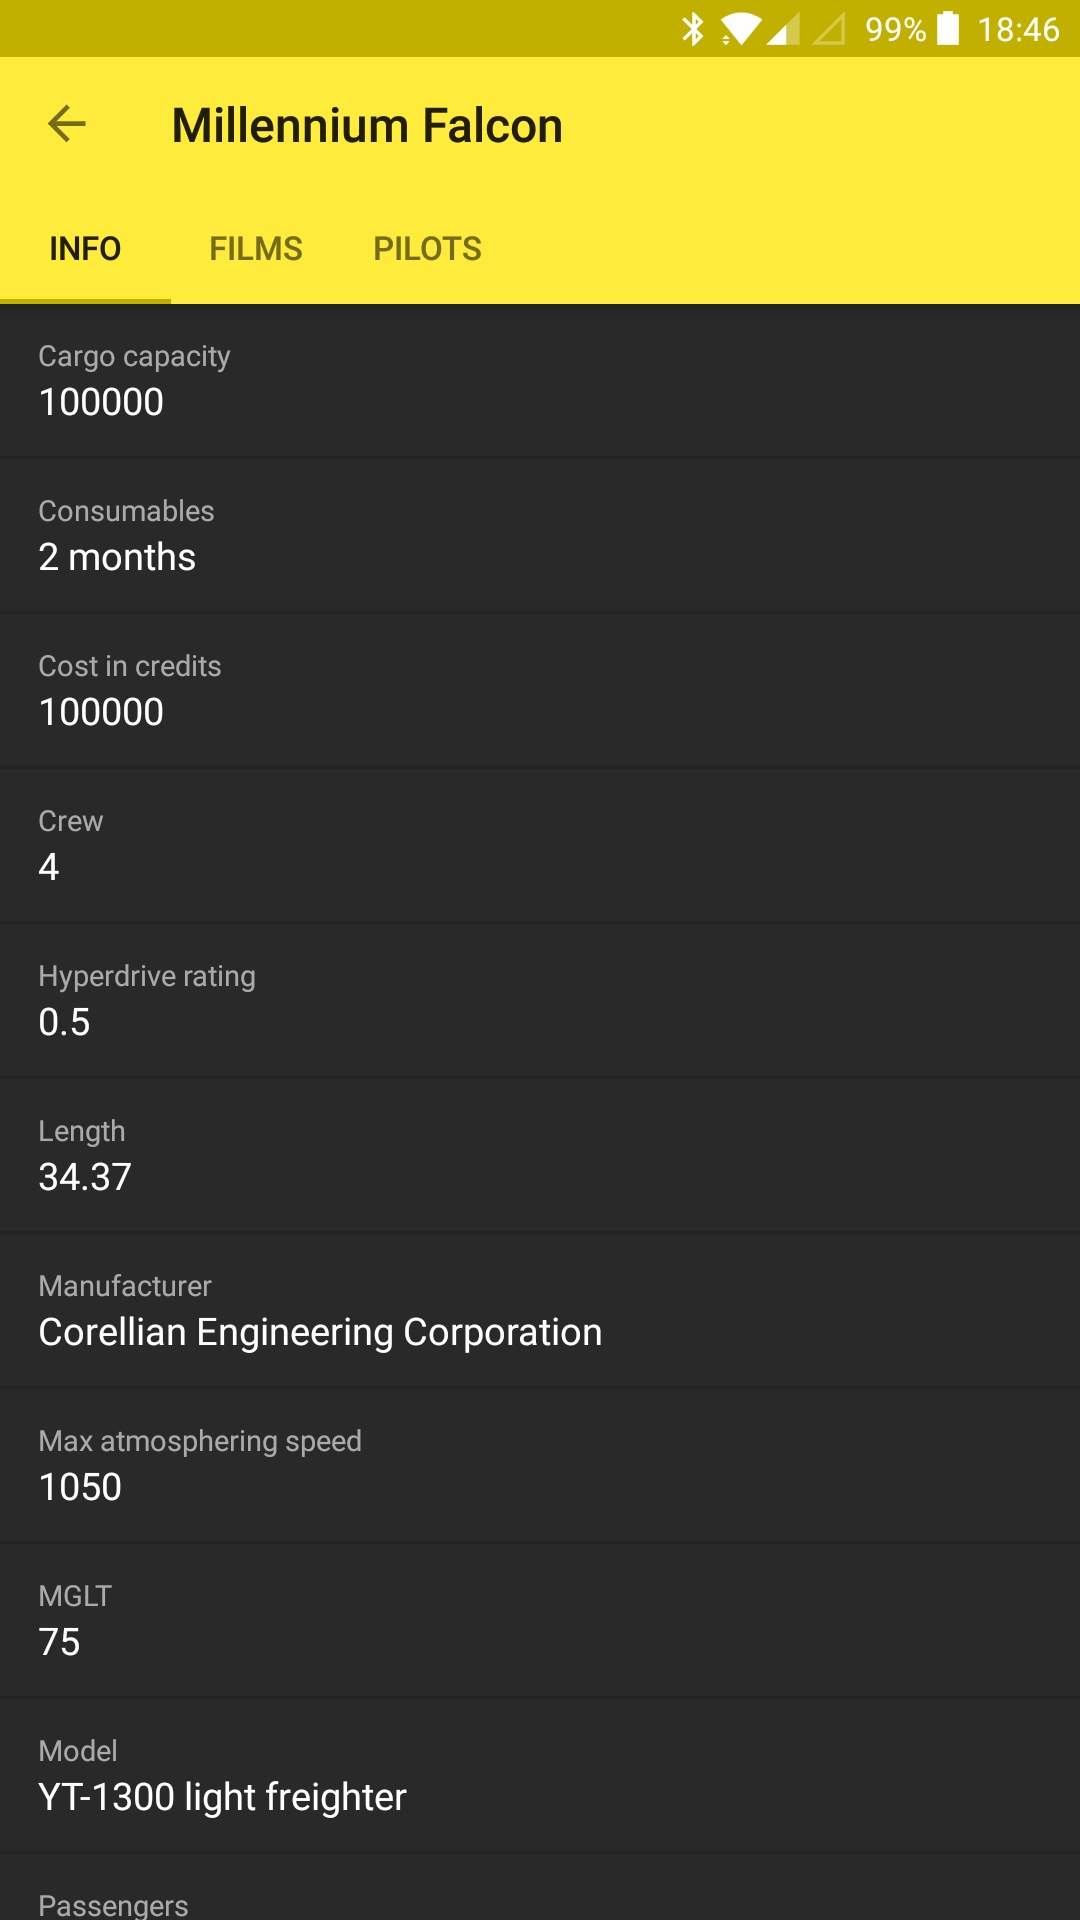 99% 18:46
Millennium Falcon
INFO FILMS PILOTS
Cargo capacity
100000
Consumables
2 months
Cost in credits
100000
Crew
4
Hyperdrive rating
0.5
Length
34.37
Manufacturer
Corellian Engineering Corporation
Max atmosphering speed
1050
MGLT
75
Model
YT-1300 light freighter
Passengers